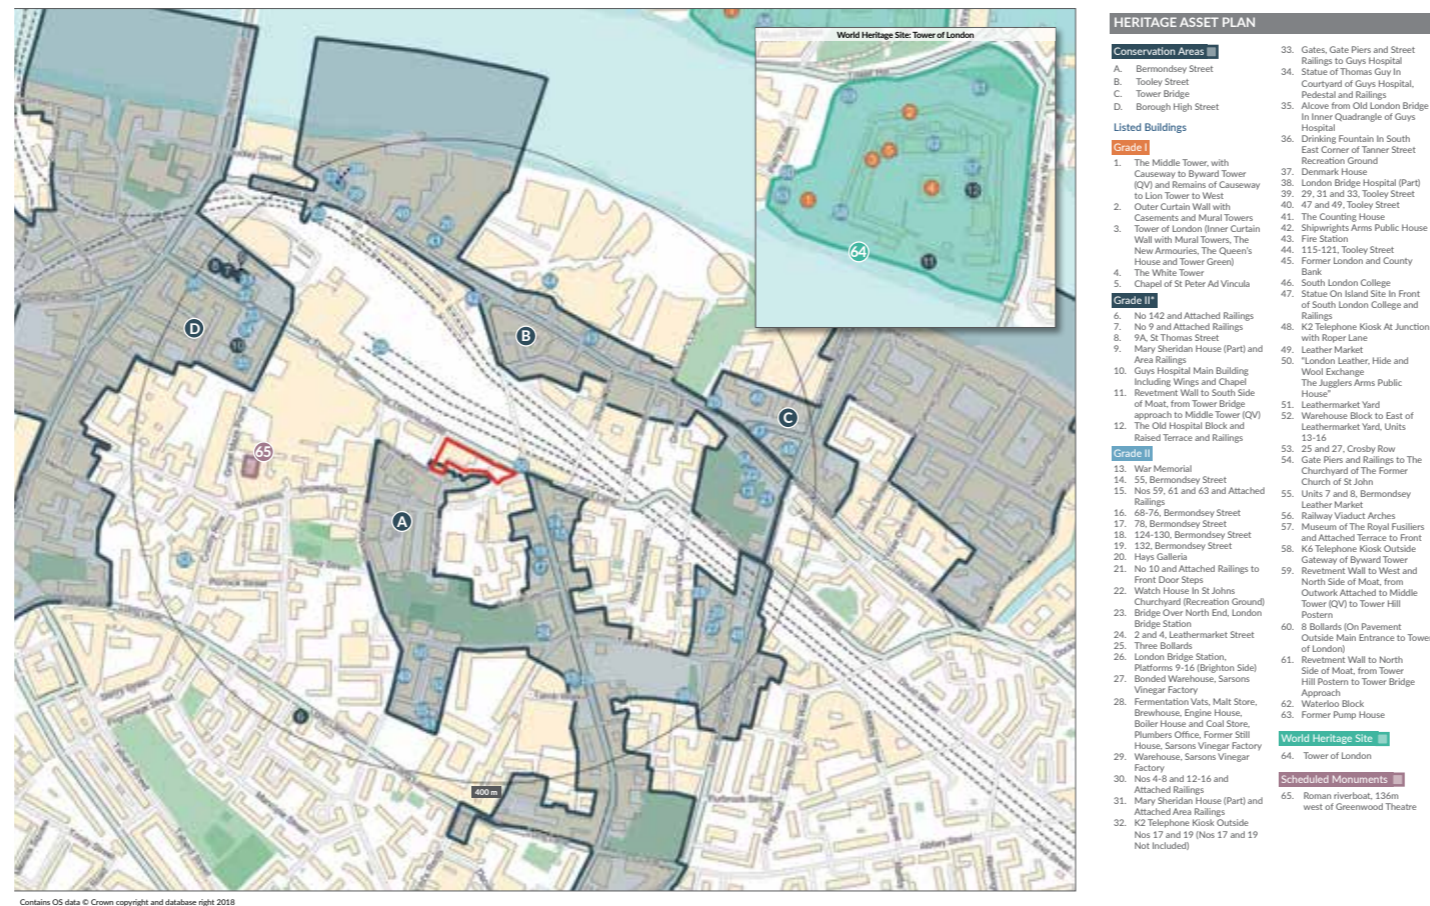 World Heritage Site: Tower of London
64
1
2
3
5
4
12
11
B
D
C
A
65
10
6
400 m
Contains OS data © Crown copyright and database right 2018
HERITAGE ASSET PLAN
Conservation Areas
A. Bermondsey Street
B. Tooley Street
C. Tower Bridge
D. Borough High Street
Listed Buildings
Grade I
1. The Middle Tower, with
Causeway to Byward Tower
(QV) and Remains of Causeway
to Lion Tower to West
2. Outer Curtain Wall with
Casements and Mural Towers
3. Tower of London (Inner Curtain
Wall with Mural Towers, The
New Armouries, The Queen's
House and Tower Green)
4. The White Tower
5. Chapel of St Peter Ad Vincula
Grade II*
6. No 142 and Attached Railings
7. No 9 and Attached Railings
8. 9A, St Thomas Street
9. Mary Sheridan House (Part) and
Area Railings
10. Guys Hospital Main Building
Including Wings and Chapel
11. Revetment Wall to South Side
of Moat, from Tower Bridge
approach to Middle Tower (QV)
12. The Old Hospital Block and
Raised Terrace and Railings
Grade II
13. War Memorial
14. 55, Bermondsey Street
15. Nos 59, 61 and 63 and Attached
Railings
16. 68-76, Bermondsey Street
17. 78, Bermondsey Street
18. 124-130, Bermondsey Street
19. 132, Bermondsey Street
20. Hays Galleria
21. No 10 and Attached Railings to
Front Door Steps
22. Watch House In St Johns
Churchyard (Recreation Ground)
23. Bridge Over North End, London
Bridge Station
24. 2 and 4, Leathermarket Street
25. Three Bollards
26. London Bridge Station,
Platforms 9-16 (Brighton Side)
27. Bonded Warehouse, Sarsons
Vinegar Factory
28. Fermentation Vats, Malt Store,
Brewhouse, Engine House,
Boiler House and Coal Store,
Plumbers Office, Former Still
House, Sarsons Vinegar Factory
29. Warehouse, Sarsons Vinegar
Factory
30. Nos 4-8 and 12-16 and
Attached Railings
31. Mary Sheridan House (Part) and
Attached Area Railings
32. K2 Telephone Kiosk Outside
Nos 17 and 19 (Nos 17 and 19
Not Included)
33. Gates, Gate Piers and Street
Railings to Guys Hospital
34. Statue of Thomas Guy In
Courtyard of Guys Hospital,
Pedestal and Railings
35. Alcove from Old London Bridge
In Inner Quadrangle of Guys
Hospital
36. Drinking Fountain In South
East Corner of Tanner Street
Recreation Ground
37. Denmark House
38. London Bridge Hospital (Part)
39. 29, 31 and 33, Tooley Street
40. 47 and 49, Tooley Street
41. The Counting House
42. Shipwrights Arms Public House
43. Fire Station
44. 115-121, Tooley Street
45. Former London and County
Bank
46. South London College
47. Statue On Island Site In Front
of South London College and
Railings
48. K2 Telephone Kiosk At Junction
with Roper Lane
49. Leather Market
50. "London Leather, Hide and
Wool Exchange
The Jugglers Arms Public
House"
51. Leathermarket Yard
52. Warehouse Block to East of
Leathermarket Yard, Units
13-16
53. 25 and 27, Crosby Row
54. Gate Piers and Railings to The
Churchyard of The Former
Church of St John
55. Units 7 and 8, Bermondsey
Leather Market
56. Railway Viaduct Arches
57. Museum of The Royal Fusiliers
and Attached Terrace to Front
58. K6 Telephone Kiosk Outside
Gateway of Byward Tower
59. Revetment Wall to West and
North Side of Moat, from
Outwork Attached to Middle
Tower (QV) to Tower Hill
Postern
60. 8 Bollards (On Pavement
Outside Main Entrance to Tower
of London)
61. Revetment Wall to North
Side of Moat, from Tower
Hill Postern to Tower Bridge
Approach
62. Waterloo Block
63. Former Pump House
World Heritage Site
64. Tower of London
Scheduled Monuments
65. Roman riverboat, 136m
west of Greenwood Theatre